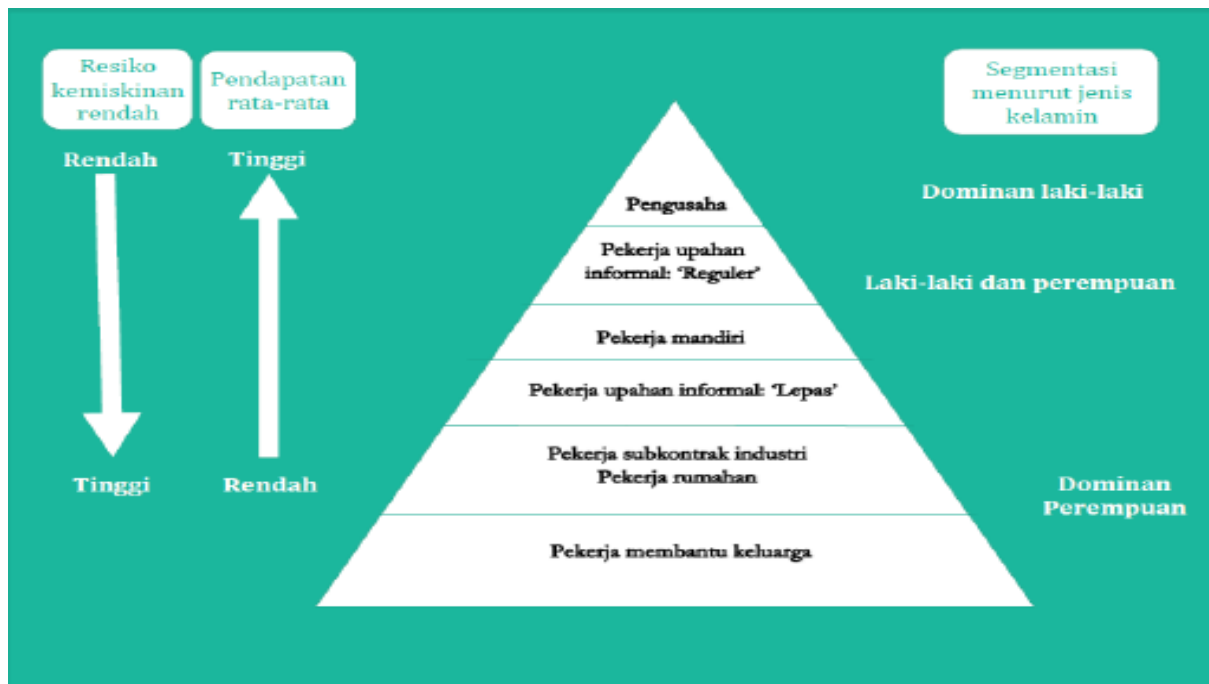 Resiko
kemiskinan
rendah
Pendapatan
rata-rata
Segmentasi
menurut jenis
kelamin
Rendah
Tinggi
Dominan laki-laki
Pengusaha
Pekerja upahan
informal: ‘Reguler’
Laki-laki dan perempuan
Pekerja mandiri
Pekerja upahan informal: ‘Lepas’
Pekerja subkontrak industri
Pekerja rumahan
Tinggi
Rendah
Dominan
Perempuan
Pekerja membantu keluarga